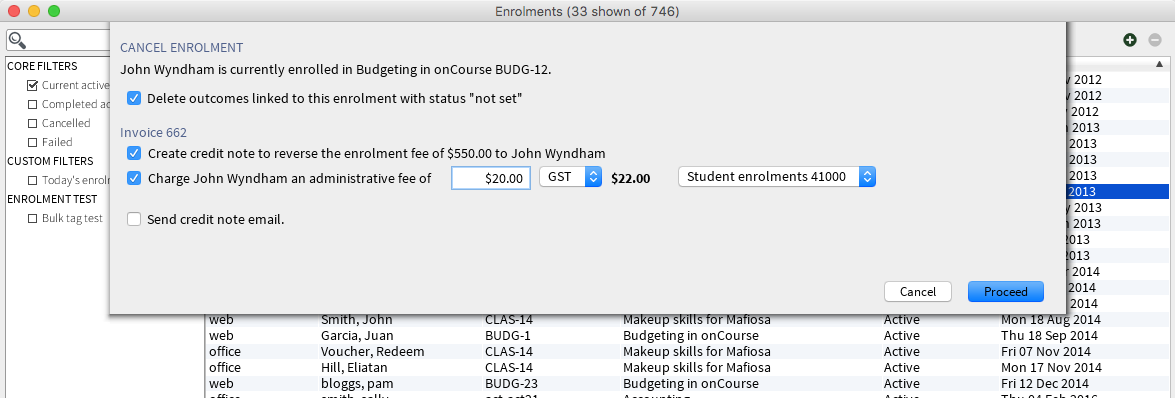 Enrolments (33 shown of 746)
CANCEL ENROLMENT
John Wyndham is currently enrolled in Budgeting in onCourse BUDG-12.
Delete outcomes linked to this enrolment with status "not set"
Invoice 662
Create credit note to reverse the enrolment fee of $550.00 to John Wyndham
Charge John Wyndham an administrative fee of $20.00 GST $22.00 Student enrolments 41000
Send credit note email.
Cancel Proceed
CORE FILTERS
Current active
Completed
Cancelled
Failed
CUSTOM FILTERS
Today's
ENROLMENT TEST
Bulk tag test
2012
2012
2012
2013
2013
2013
2013
2013
2013
2013
2013
2013
2014
2014
2014
web Smith, John CLAS-14 Makeup skills for Mafiosa Active Mon 18 Aug 2014
web Garcia, Juan BUDG-1 Budgeting in onCourse Active Thu 18 Sep 2014
office Voucher, Redeem CLAS-14 Makeup skills for Mafiosa Active Fri 07 Nov 2014
office Hill, Eliatan CLAS-14 Makeup skills for Mafiosa Active Mon 17 Nov 2014
web bloggs, pam BUDG-23 Budgeting in onCourse Active Fri 12 Dec 2014